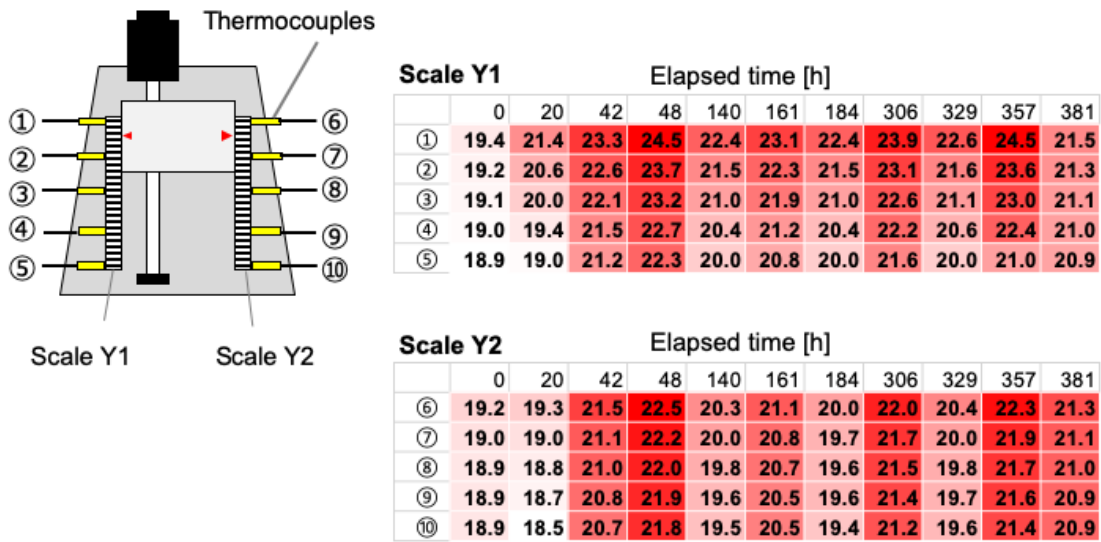 Thermocouples
① ⑥
② ⑦
③ ⑧
④ ⑨
⑤ ⑩
Scale Y1 Scale Y2
Scale Y1 Elapsed time [h]
0 20 42 48 140 161 184 306 329 357 381
① 19.4 21.4 23.3 24.5 22.4 23.1 22.4 23.9 22.6 24.5 21.5
② 19.2 20.6 22.6 23.7 21.5 22.3 21.5 23.1 21.6 23.6 21.3
③ 19.1 20.0 22.1 23.2 21.0 21.9 21.0 22.6 21.1 23.0 21.1
④ 19.0 19.4 21.5 22.7 20.4 21.2 20.4 22.2 20.6 22.4 21.0
⑤ 18.9 19.0 21.2 22.3 20.0 20.8 20.0 21.6 20.0 21.0 20.9
Scale Y2 Elapsed time [h]
0 20 42 48 140 161 184 306 329 357 381
⑥ 19.2 19.3 21.5 22.5 20.3 21.1 20.0 22.0 20.4 22.3 21.3
⑦ 19.0 19.0 21.1 22.2 20.0 20.8 19.7 21.7 20.0 21.9 21.1
⑧ 18.9 18.8 21.0 22.0 19.8 20.7 19.6 21.5 19.8 21.7 21.0
⑨ 18.9 18.7 20.8 21.9 19.6 20.5 19.6 21.4 19.7 21.6 20.9
⑩ 18.9 18.5 20.7 21.8 19.5 20.5 19.4 21.2 19.6 21.4 20.9